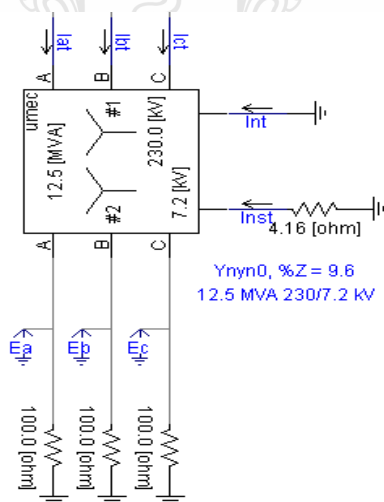 Iat
Ibt
Ict
A
B
C
umec
#1
230.0 [kV]
12.5 [MVA]
#2
7.2 [kV]
A
B
C
Int
Inst
4.16 [ohm]
Ynyn0, %Z = 9.6
12.5 MVA 230/7.2 kV
Ea
Eb
Ec
100.0 [ohm]
100.0 [ohm]
100.0 [ohm]